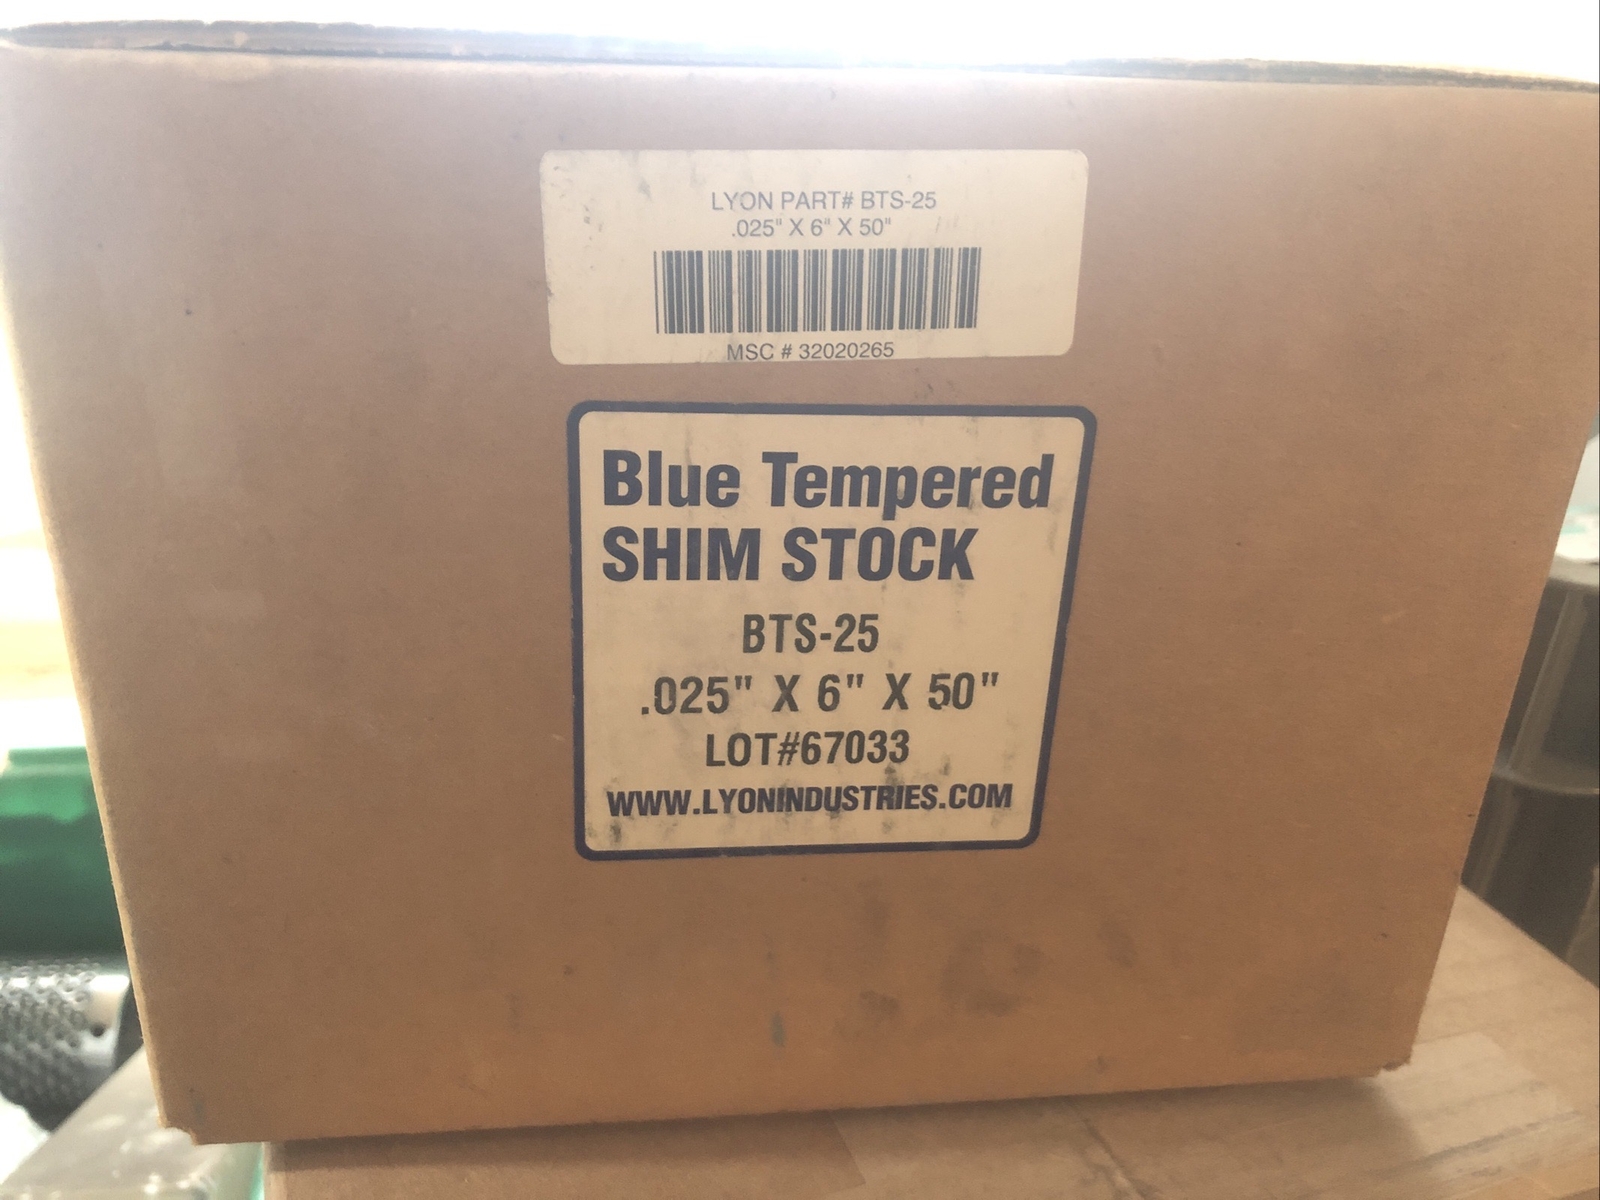 LYON PART# BTS-25
.025" X 6" X 50"
MSC # 32020265
Blue Tempered
SHIM STOCK
BTS-25
.025" X 6" X 50"
LOT#67033
WWW.LYONINDUSTRIES.COM